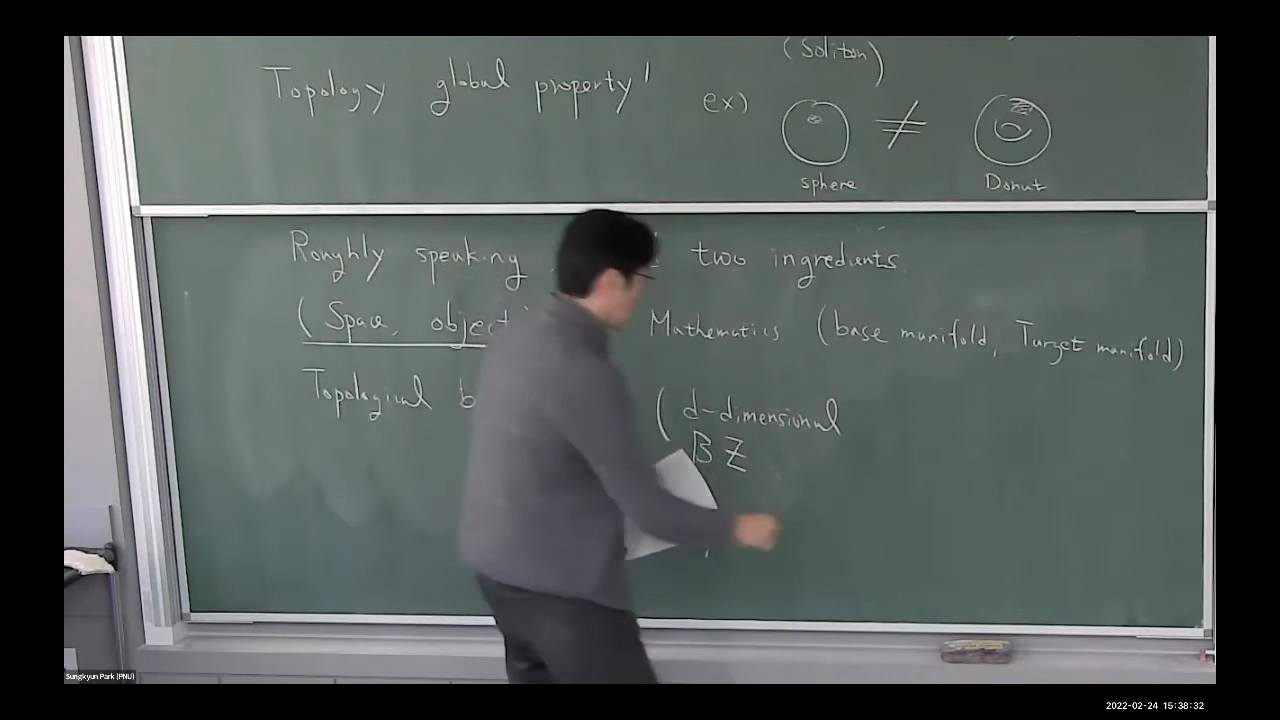 (Soliton)
Topology global property ex) ≠
sphere Donut
Roughly speaking two ingredients
(Space, object Mathematics (base manifold, Turget manifold)
Topological b (d-dimensional
BZ
Sungkyun Park (PNU)
2022-02-24 15:38:32